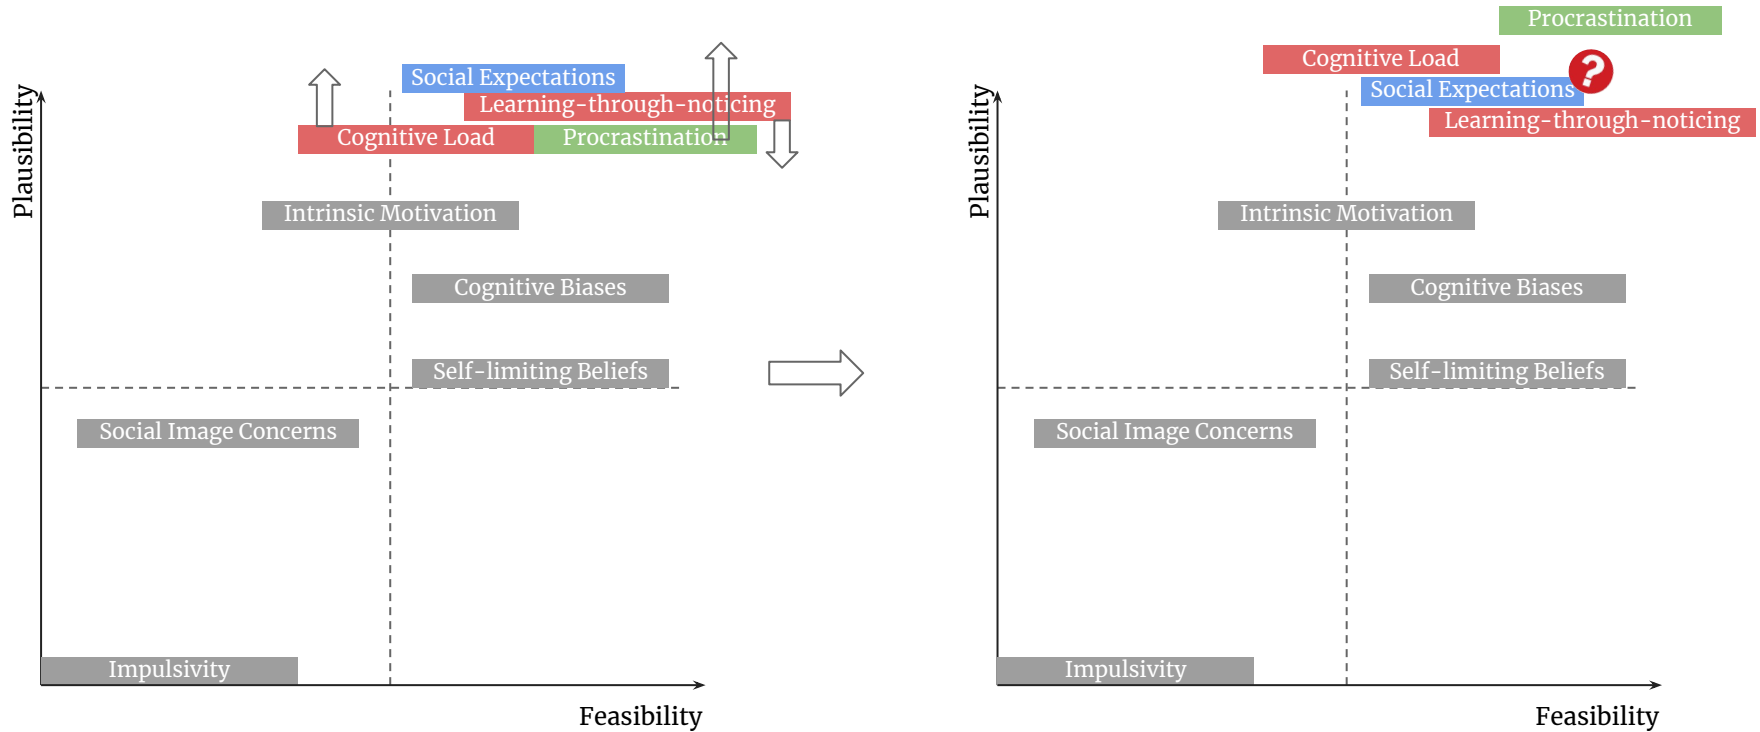 Social Expectations
Learning-through-noticing
Cognitive Load
Procrastination
Plausibility
Intrinsic Motivation
Cognitive Biases
Self-limiting Beliefs
Social Image Concerns
Impulsivity
Feasibility
Procrastination
Cognitive Load
?
Social Expectations
Learning-through-noticing
Plausibility
Intrinsic Motivation
Cognitive Biases
Self-limiting Beliefs
Social Image Concerns
Impulsivity
Feasibility